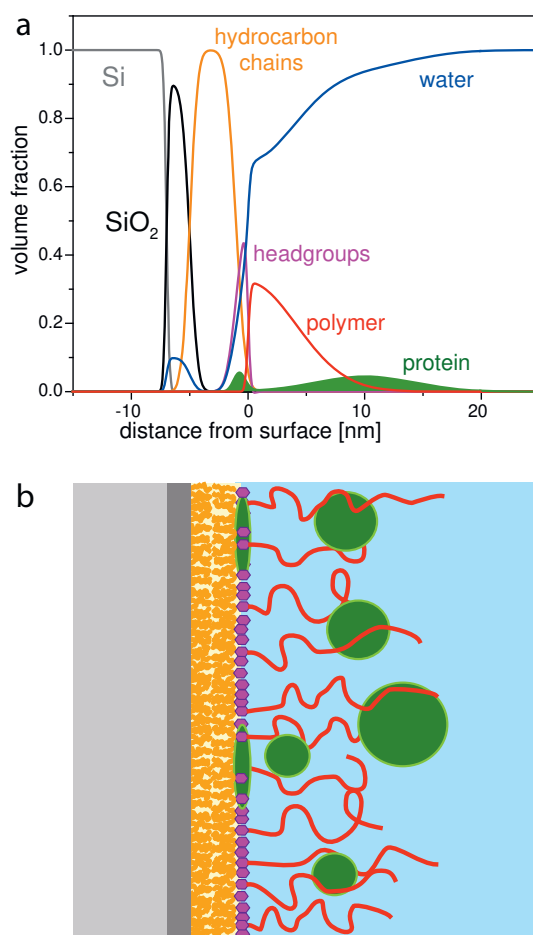 a
hydrocarbon
chains
Si
water
SiO₂
headgroups
polymer
protein
volume fraction
1.0
0.8
0.6
0.4
0.2
0.0
-10
0
10
20
distance from surface [nm]
b